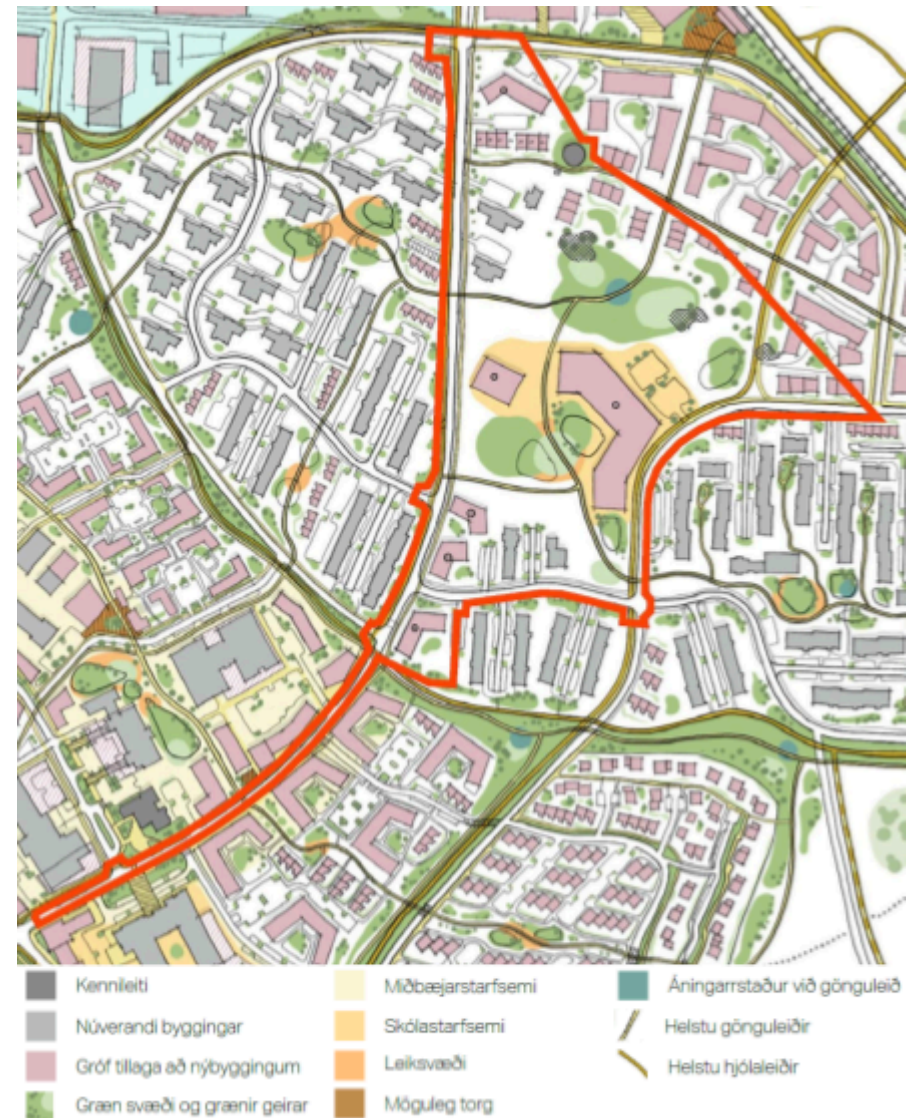 Kennileiti
Núverandi byggingar
Gróf tillaga að nýbyggingum
Græn svæði og grænir geirar
Miðbæjarstarfsemi
Skólastarfsemi
Leiksvæði
Möguleg torg
Áningarrstaður við gönguleið
Helstu gönguleiðir
Helstu hjólaleiðir